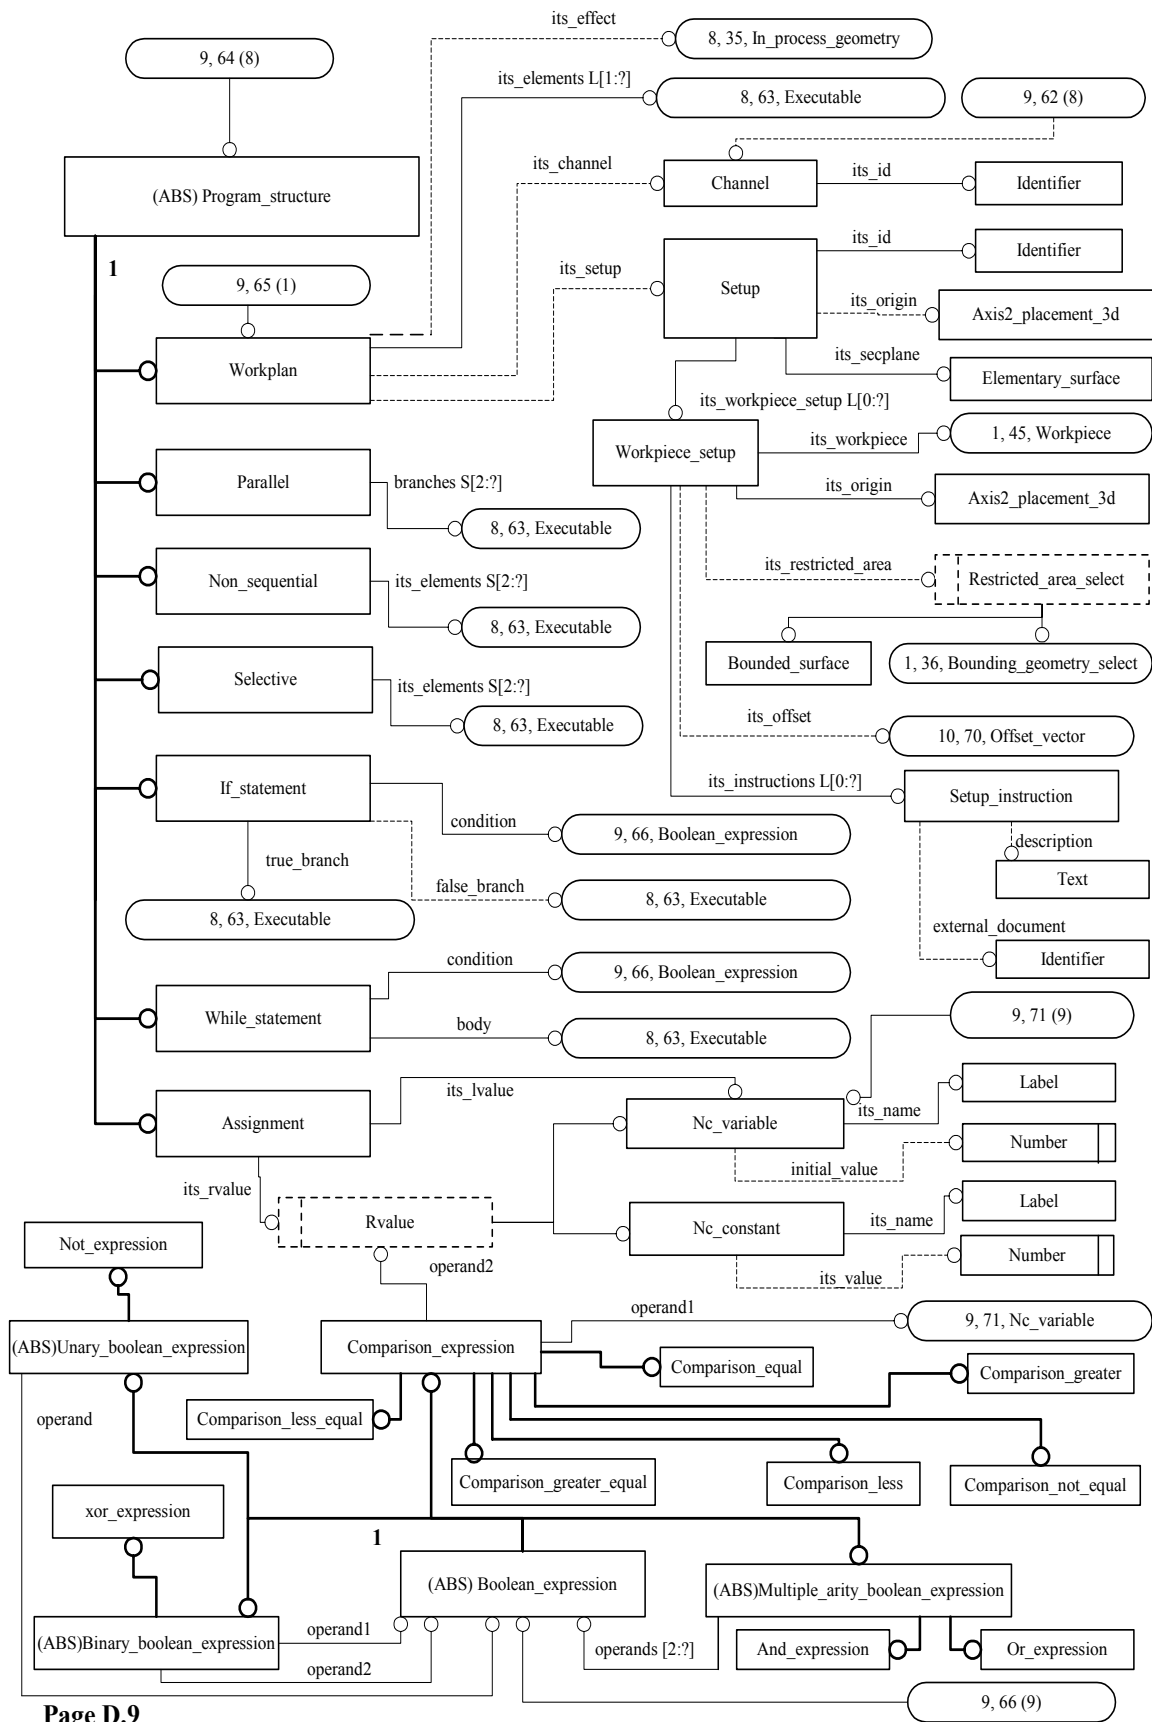 its_effect
8, 35, In_process_geometry
9, 64 (8)
its_elements L[1:?]
8, 63, Executable
9, 62 (8)
(ABS) Program_structure
its_channel
Channel
its_id
Identifier
1
9, 65 (1)
its_setup
Setup
its_id
Identifier
its_origin
Axis2_placement_3d
Workplan
its_secplane
Elementary_surface
its_workpiece_setup L[0:?]
Workpiece_setup
its_workpiece
1, 45, Workpiece
Parallel
branches S[2:?]
its_origin
Axis2_placement_3d
8, 63, Executable
Non_sequential
its_elements S[2:?]
its_restricted_area
Restricted_area_select
8, 63, Executable
Bounded_surface
1, 36, Bounding_geometry_select
Selective
its_elements S[2:?]
8, 63, Executable
its_offset
10, 70, Offset_vector
If_statement
its_instructions L[0:?]
Setup_instruction
condition
9, 66, Boolean_expression
description
true_branch
Text
false_branch
8, 63, Executable
8, 63, Executable
external_document
Identifier
condition
9, 66, Boolean_expression
While_statement
9, 71 (9)
body
8, 63, Executable
its_lvalue
Label
Assignment
Nc_variable
its_name
Number
initial_value
its_rvalue
Label
Rvalue
Nc_constant
its_name
Not_expression
Number
operand2
its_value
operand1
9, 71, Nc_variable
(ABS)Unary_boolean_expression
Comparison_expression
Comparison_equal
Comparison_greater
operand
Comparison_less_equal
Comparison_greater_equal
Comparison_less
Comparison_not_equal
xor_expression
1
(ABS) Boolean_expression
(ABS)Multiple_arity_boolean_expression
(ABS)Binary_boolean_expression
operand1
operands [2:?]
And_expression
Or_expression
operand2
9, 66 (9)
Page D.9